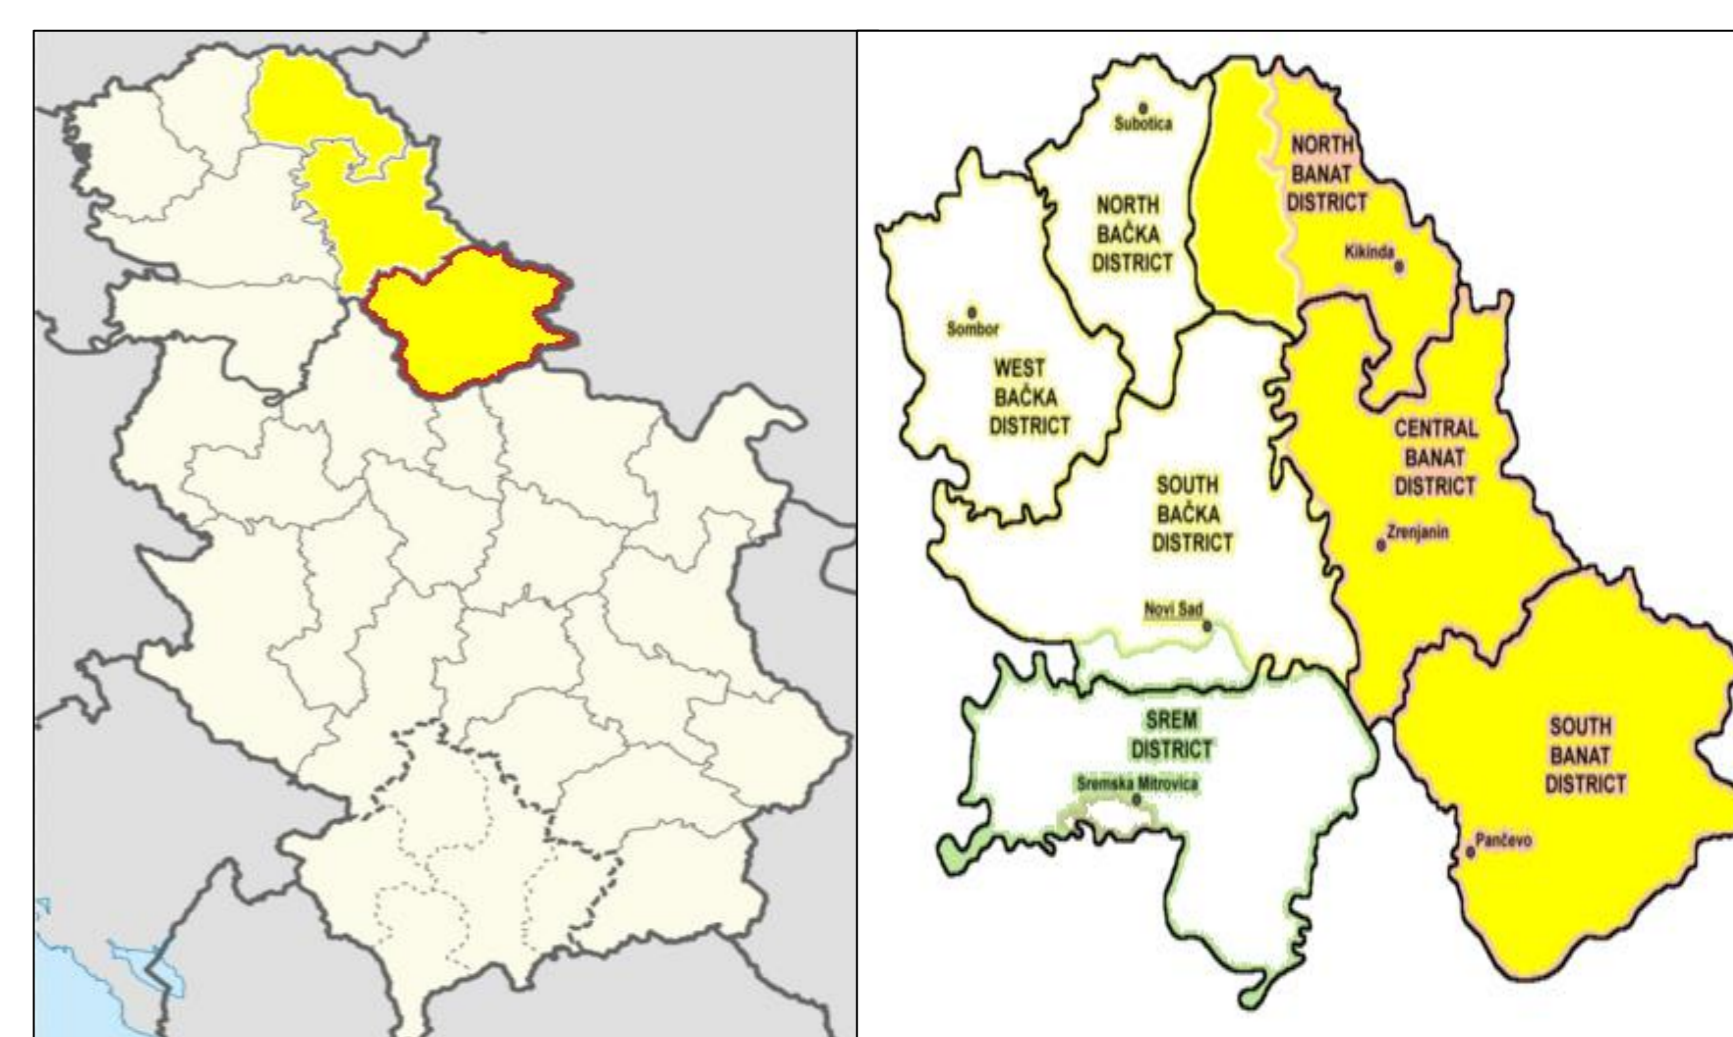 Subotica
NORTH
BANAT
DISTRICT
NORTH
BAČKA
DISTRICT
Kikinda
Sombor
WEST
BAČKA
DISTRICT
CENTRAL
BANAT
DISTRICT
SOUTH
BAČKA
DISTRICT
Zrenjanin
Novi Sad
SREM
DISTRICT
SOUTH
BANAT
DISTRICT
Sremska Mitrovica
Pančevo